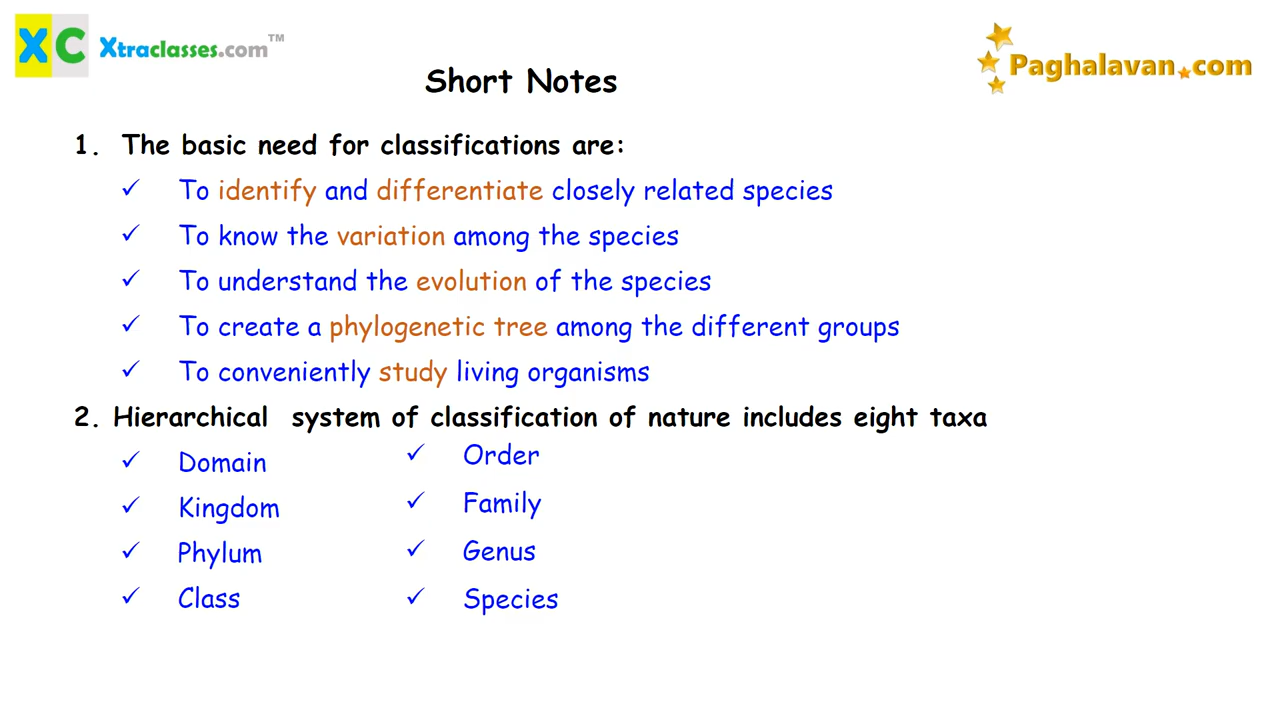 XC Xtraclasses.com™
Paghalavan.com
Short Notes
1. The basic need for classifications are:
✓ To identify and differentiate closely related species
✓ To know the variation among the species
✓ To understand the evolution of the species
✓ To create a phylogenetic tree among the different groups
✓ To conveniently study living organisms
2. Hierarchical system of classification of nature includes eight taxa
✓ Domain
✓ Kingdom
✓ Phylum
✓ Class
✓ Order
✓ Family
✓ Genus
✓ Species